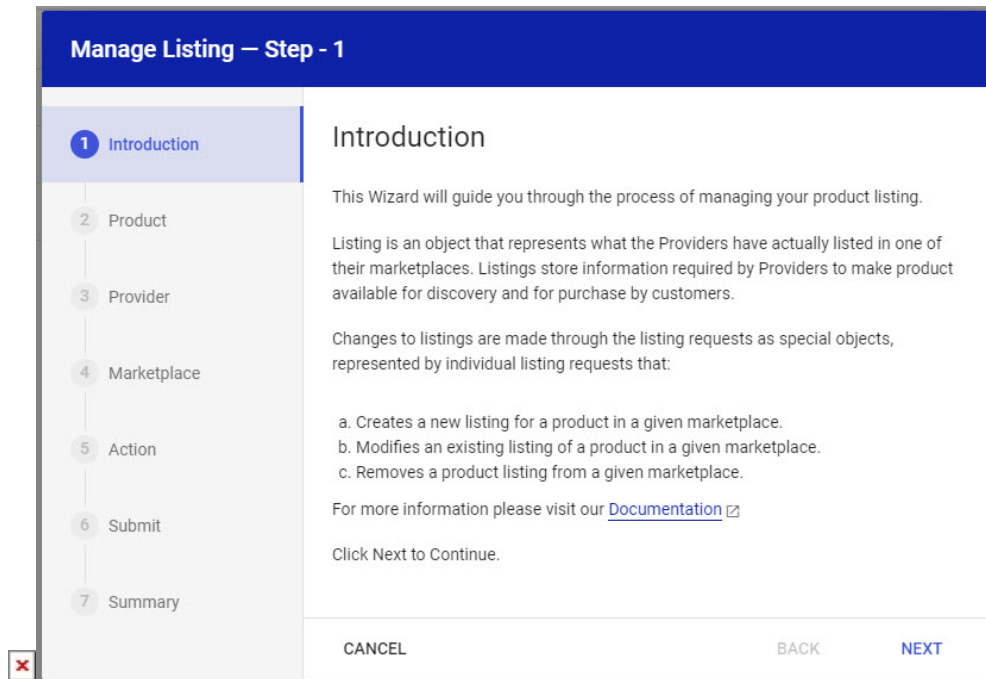 Manage Listing — Step - 1
1 Introduction
2 Product
3 Provider
4 Marketplace
5 Action
6 Submit
7 Summary
Introduction
This Wizard will guide you through the process of managing your product listing.
Listing is an object that represents what the Providers have actually listed in one of
their marketplaces. Listings store information required by Providers to make product
available for discovery and for purchase by customers.
Changes to listings are made through the listing requests as special objects,
represented by individual listing requests that:
a. Creates a new listing for a product in a given marketplace.
b. Modifies an existing listing of a product in a given marketplace.
c. Removes a product listing from a given marketplace.
For more information please visit our Documentation
Click Next to Continue.
CANCEL
BACK
NEXT